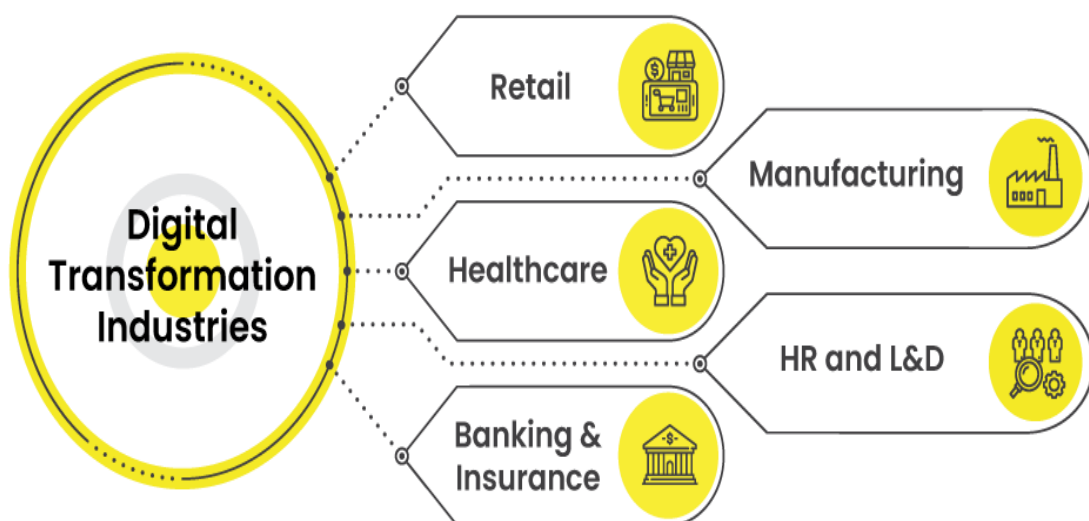 Digital
Transformation
Industries
Retail
Manufacturing
Healthcare
HR and L&D
Banking &
Insurance